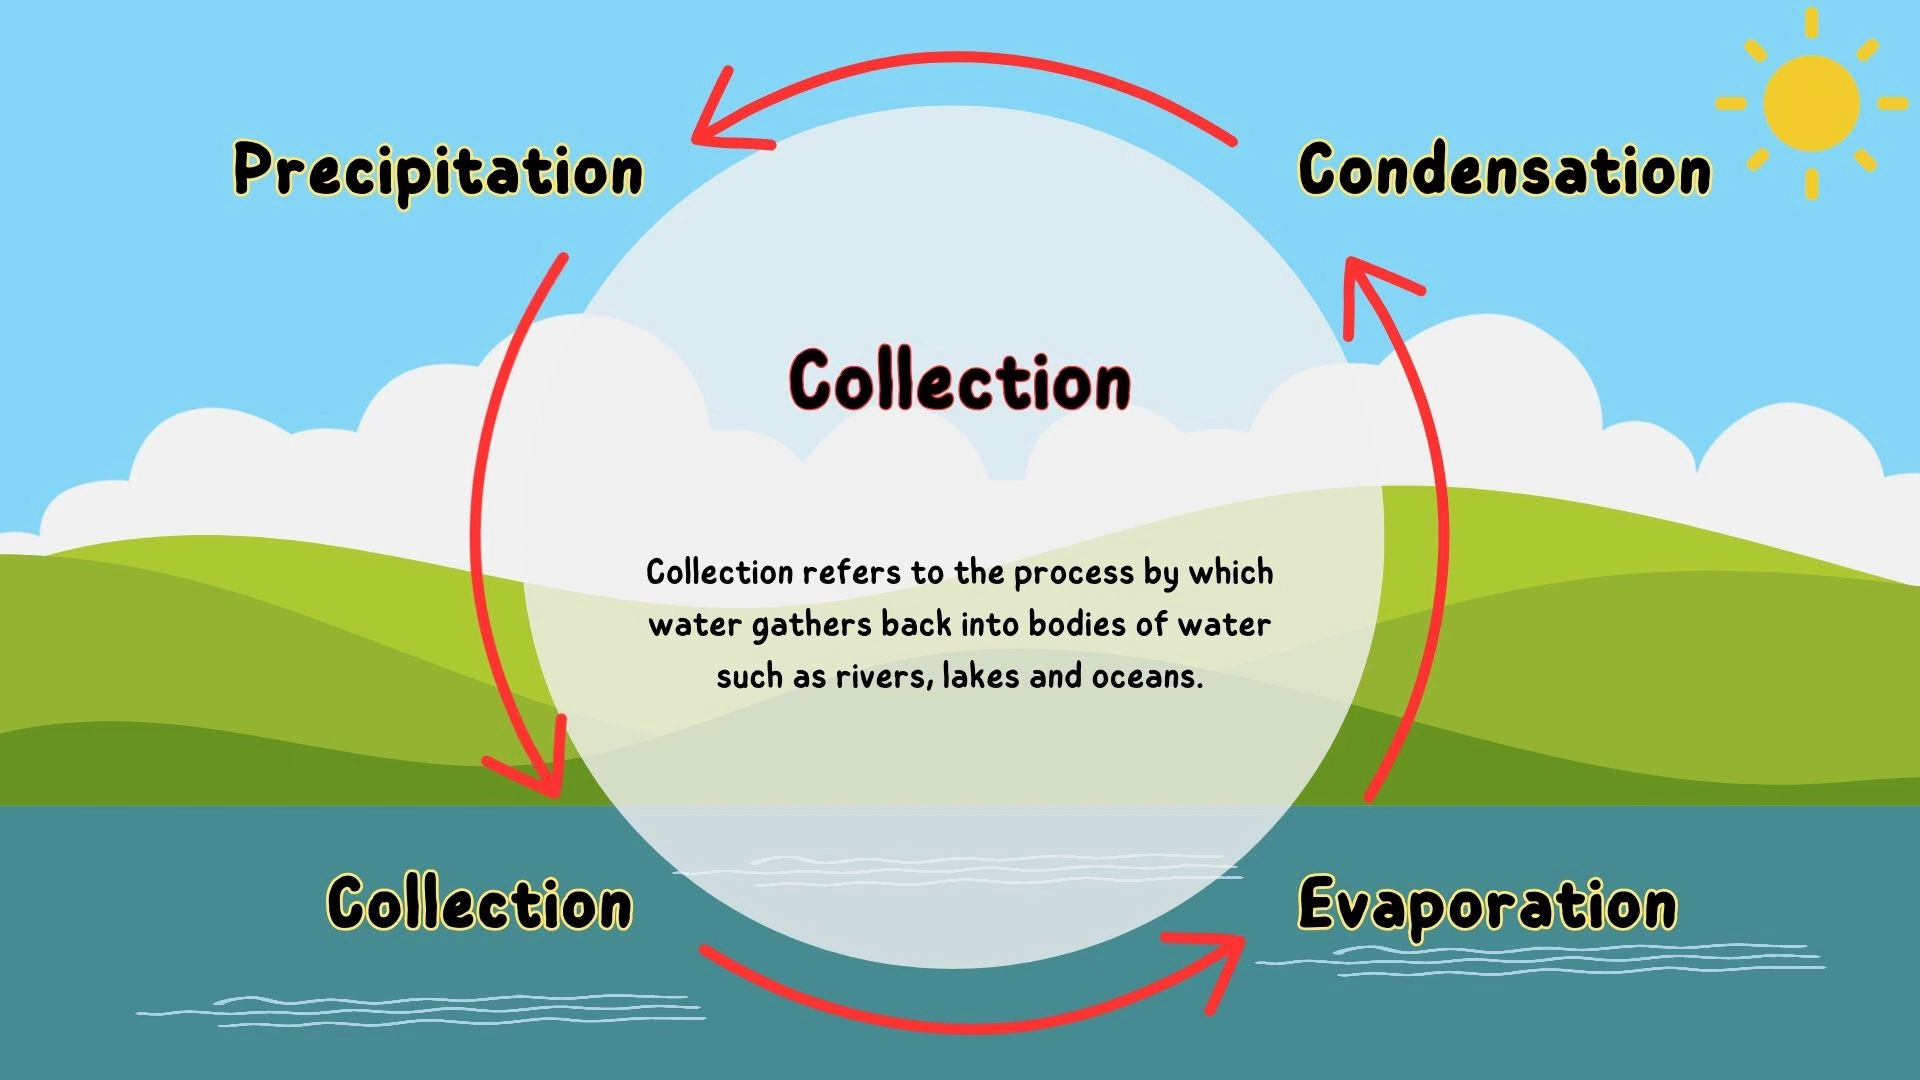 Precipitation
Condensation
Collection
Collection refers to the process by which
water gathers back into bodies of water
such as rivers, lakes and oceans.
Collection
Evaporation